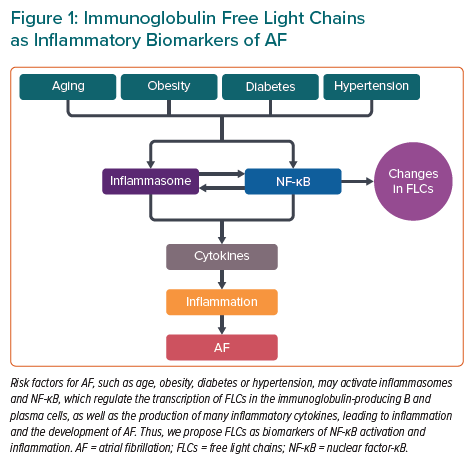 Figure 1: Immunoglobulin Free Light Chains
as Inflammatory Biomarkers of AF
Aging
Obesity
Diabetes
Hypertension
Inflammasome
NF-κB
Changes
in FLCs
Cytokines
Inflammation
AF
Risk factors for AF, such as age, obesity, diabetes or hypertension, may activate inflammasomes
and NF-κB, which regulate the transcription of FLCs in the immunoglobulin-producing B and
plasma cells, as well as the production of many inflammatory cytokines, leading to inflammation
and the development of AF. Thus, we propose FLCs as biomarkers of NF-κB activation and
inflammation. AF = atrial fibrillation; FLCs = free light chains; NF-κB = nuclear factor-κB.